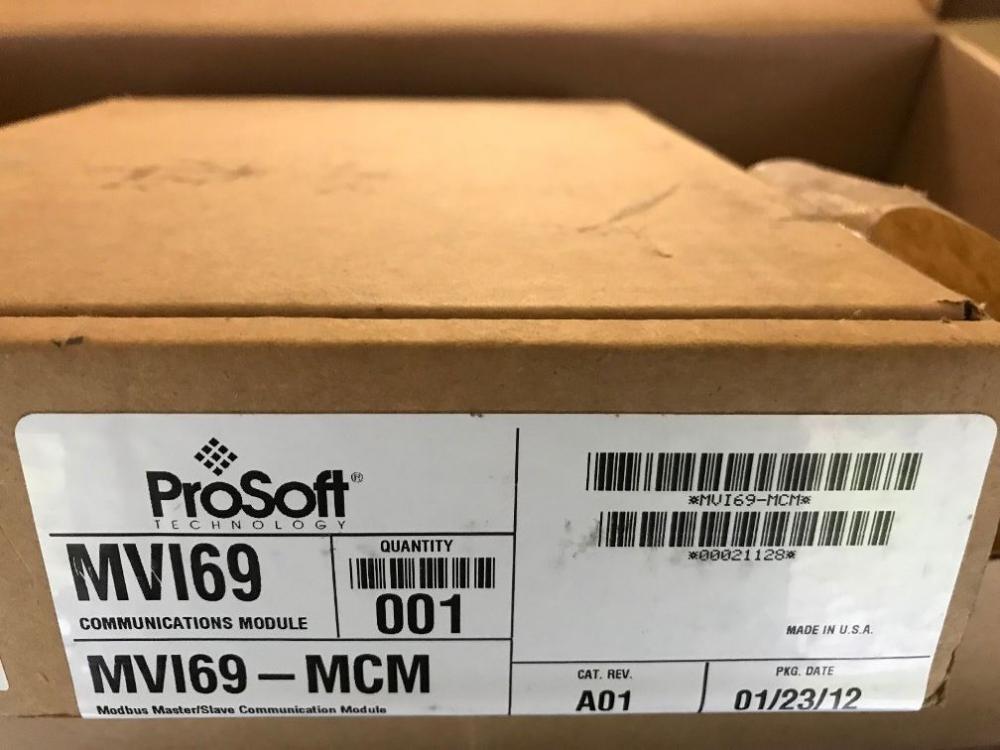 ProSoft®
TECHNOLOGY
MVI69
COMMUNICATIONS MODULE
QUANTITY
001
MVI69-MCM
Modbus Master/Slave Communication Module
*MVI69-MCM*
*00021128*
MADE IN U.S.A.
CAT. REV.
A01
PKG. DATE
01/23/12